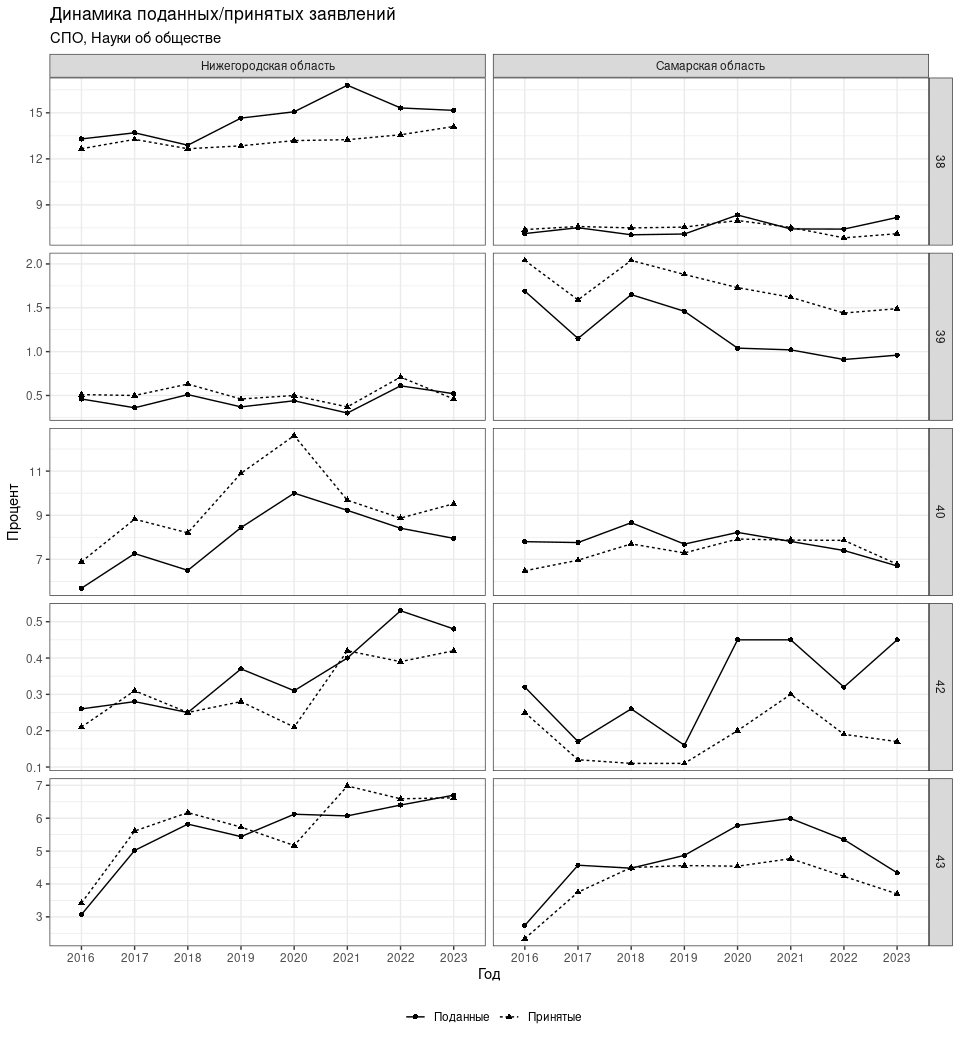 Динамика поданных/принятых заявлений
СПО, Науки об обществе
Нижегородская область
Самарская область
15
12
9
38
2.0
1.5
1.0
0.5
39
11
9
7
40
0.5
0.4
0.3
0.2
0.1
42
7
6
5
4
3
43
Процент
2016 2017 2018 2019 2020 2021 2022 2023
2016 2017 2018 2019 2020 2021 2022 2023
Год
Поданные Принятые